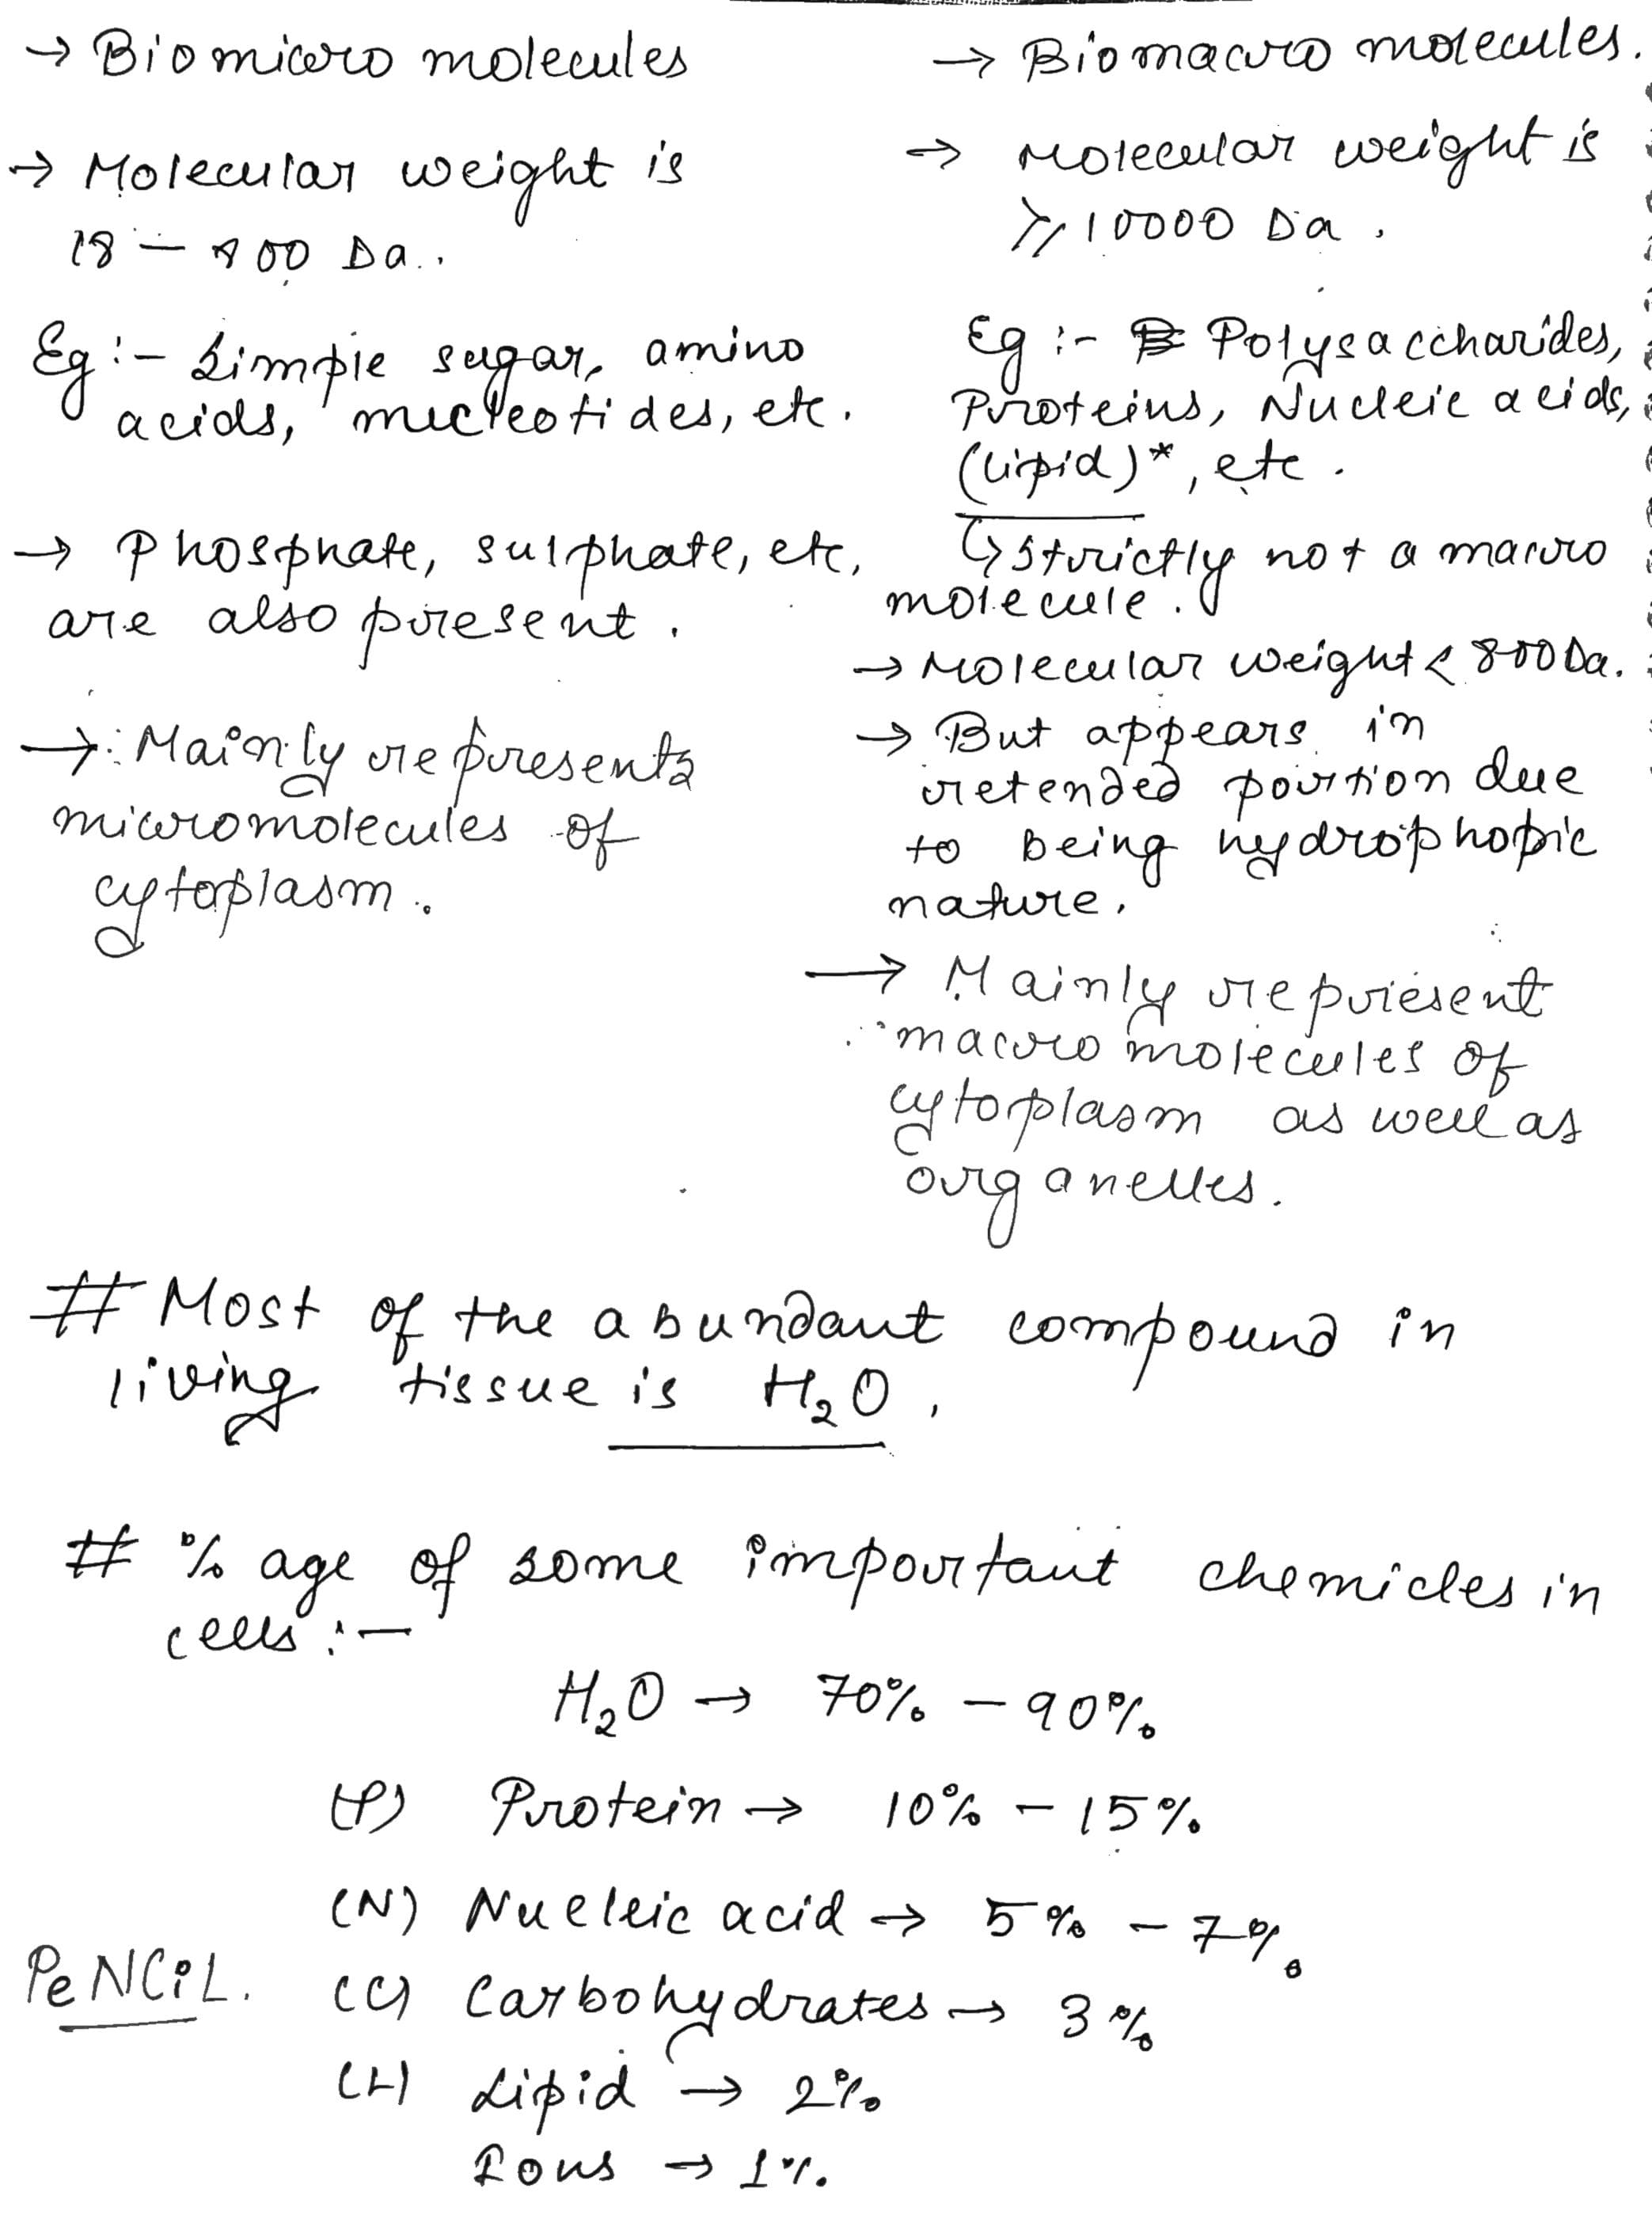 → Biomicro molecules
→ Molecular weight is
18 – 800 Da.
Eg :- Simple sugar, amino
acids, nucleotides, etc.
→ Phosphate, sulphate, etc,
are also present.
→ Mainly represents
micromolecules of
cytoplasm.
→ Biomacro molecules.
→ Molecular weight is
⩾ 10000 Da.
Eg :- Polysaccharides,
Proteins, Nucleic acids,
(Lipid)*, etc.
↳ Strictly not a macro
molecule.
→ Molecular weight < 800 Da.
→ But appears in
retended portion due
to being hydrophobic
nature.
→ Mainly represent
macro molecules of
cytoplasm as well as
organelles.
# Most of the abundant compound in
living tissue is H₂O.
# % age of some important chemicles in
cells :-
H₂O → 70% – 90%
(P) Protein → 10% – 15%
(N) Nucleic acid → 5% – 7%
PeNCiL. (C) Carbohydrates → 3%
(L) Lipid → 2%
Ions → 1%